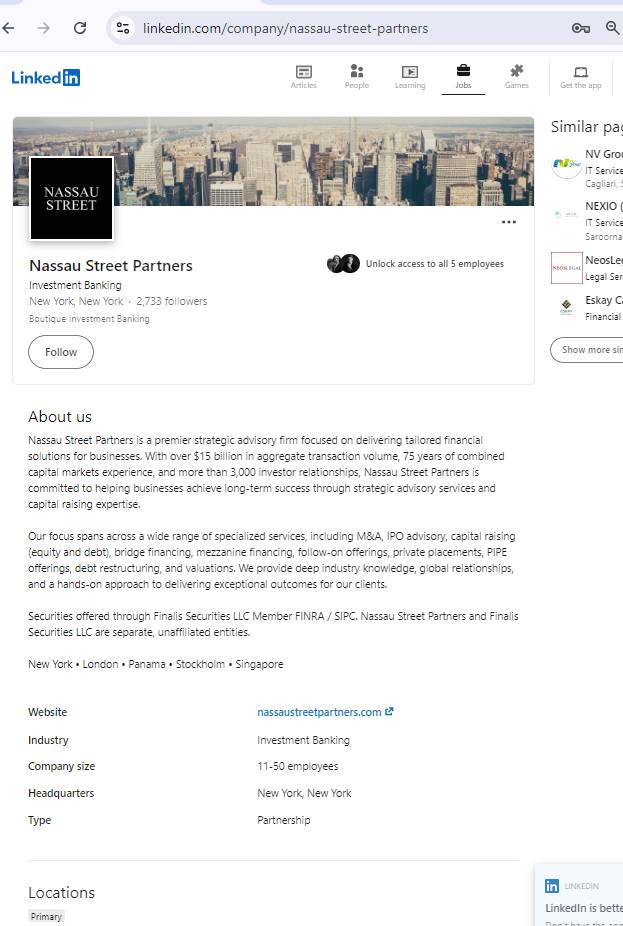 linkedin.com/company/nassau-street-partners
LinkedIn
Articles
People
Learning
Jobs
Games
Get the app
NASSAU
STREET
Nassau Street Partners
Investment Banking
New York, New York · 2,733 followers
Boutique Investment Banking
Unlock access to all 5 employees
Follow
About us
Nassau Street Partners is a premier strategic advisory firm focused on delivering tailored financial
solutions for businesses. With over $15 billion in aggregate transaction volume, 75 years of combined
capital markets experience, and more than 3,000 investor relationships, Nassau Street Partners is
committed to helping businesses achieve long-term success through strategic advisory services and
capital raising expertise.
Our focus spans across a wide range of specialized services, including M&A, IPO advisory, capital raising
(equity and debt), bridge financing, mezzanine financing, follow-on offerings, private placements, PIPE
offerings, debt restructuring, and valuations. We provide deep industry knowledge, global relationships,
and a hands-on approach to delivering exceptional outcomes for our clients.
Securities offered through Finalis Securities LLC Member FINRA / SIPC. Nassau Street Partners and Finalis
Securities LLC are separate, unaffiliated entities.
New York • London • Panama • Stockholm • Singapore
Website nassaustreetpartners.com
Industry Investment Banking
Company size 11-50 employees
Headquarters New York, New York
Type Partnership
Locations
Primary
Similar pag
NV Grou
IT Service
Cagliari, S
NEXIO (
IT Service
Saroorna
NEOSLEGAL
NeosLeg
Legal Ser
Eskay Ca
Financial
Show more sim
in LINKEDIN
LinkedIn is bette
Don't have the app